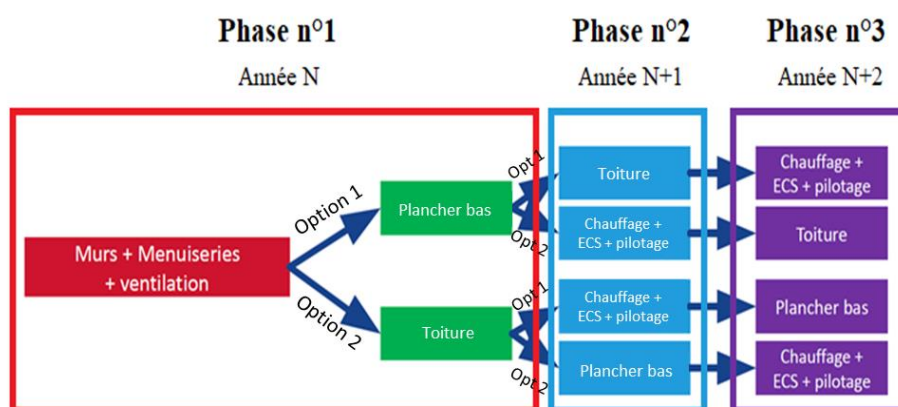 Phase n°1
Année N
Phase n°2
Année N+1
Phase n°3
Année N+2
Murs + Menuiseries
+ ventilation
Option 1
Option 2
Plancher bas
Toiture
Opt 1
Opt 2
Opt 1
Opt 2
Toiture
Chauffage +
ECS + pilotage
Chauffage +
ECS + pilotage
Plancher bas
Chauffage +
ECS + pilotage
Toiture
Plancher bas
Chauffage +
ECS + pilotage